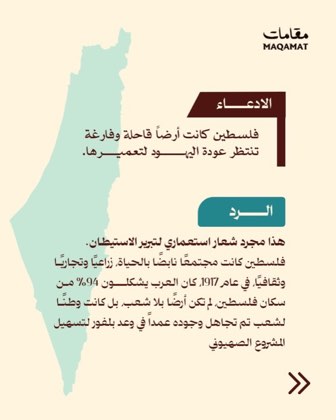 مقامات
MAQAMAT
الادعاء
فلسطين كانت أرضاً قاحلة وفارغة
تنتظر عودة اليهود لتعميرها.
الرد
هذا مجرد شعار استعماري لتبرير الاستيطان.
فلسطين كانت مجتمعًا نابضًا بالحياة، زراعيًا وتجاريًا
وثقافيًا. في عام 1917، كان العرب يشكلون 94% من
سكان فلسطين. لم تكن أرضًا بلا شعب، بل كانت وطنًا
لشعب تم تجاهل وجوده عمداً في وعد بلفور لتسهيل
المشروع الصهيوني